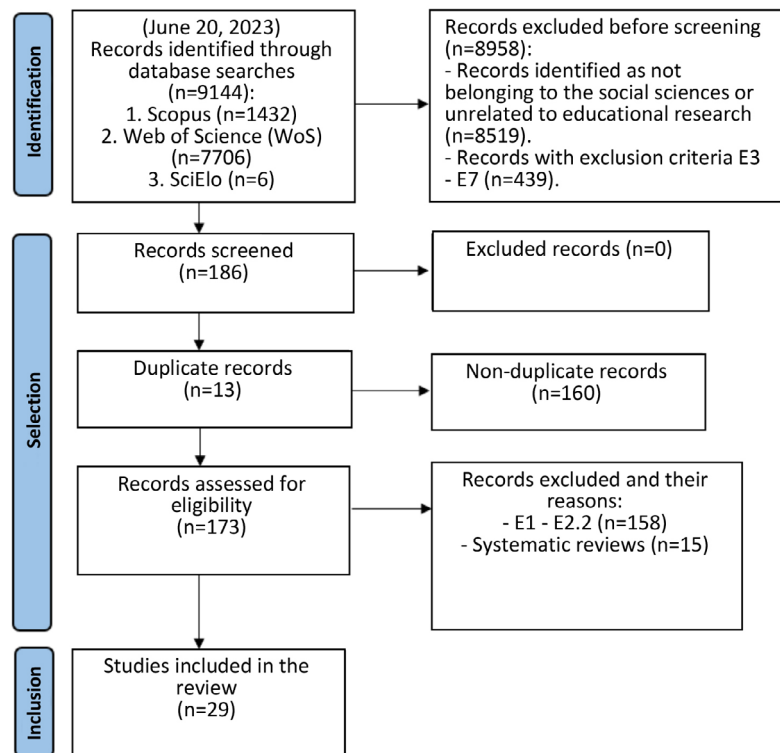 Identification
(June 20, 2023)
Records identified through
database searches
(n=9144):
1. Scopus (n=1432)
2. Web of Science (WoS)
(n=7706)
3. SciElo (n=6)
Records excluded before screening
(n=8958):
- Records identified as not
belonging to the social sciences or
unrelated to educational research
(n=8519).
- Records with exclusion criteria E3
- E7 (n=439).
Selection
Records screened
(n=186)
Excluded records (n=0)
Duplicate records
(n=13)
Non-duplicate records
(n=160)
Records assessed for
eligibility
(n=173)
Records excluded and their
reasons:
- E1 - E2.2 (n=158)
- Systematic reviews (n=15)
Inclusion
Studies included in the
review
(n=29)